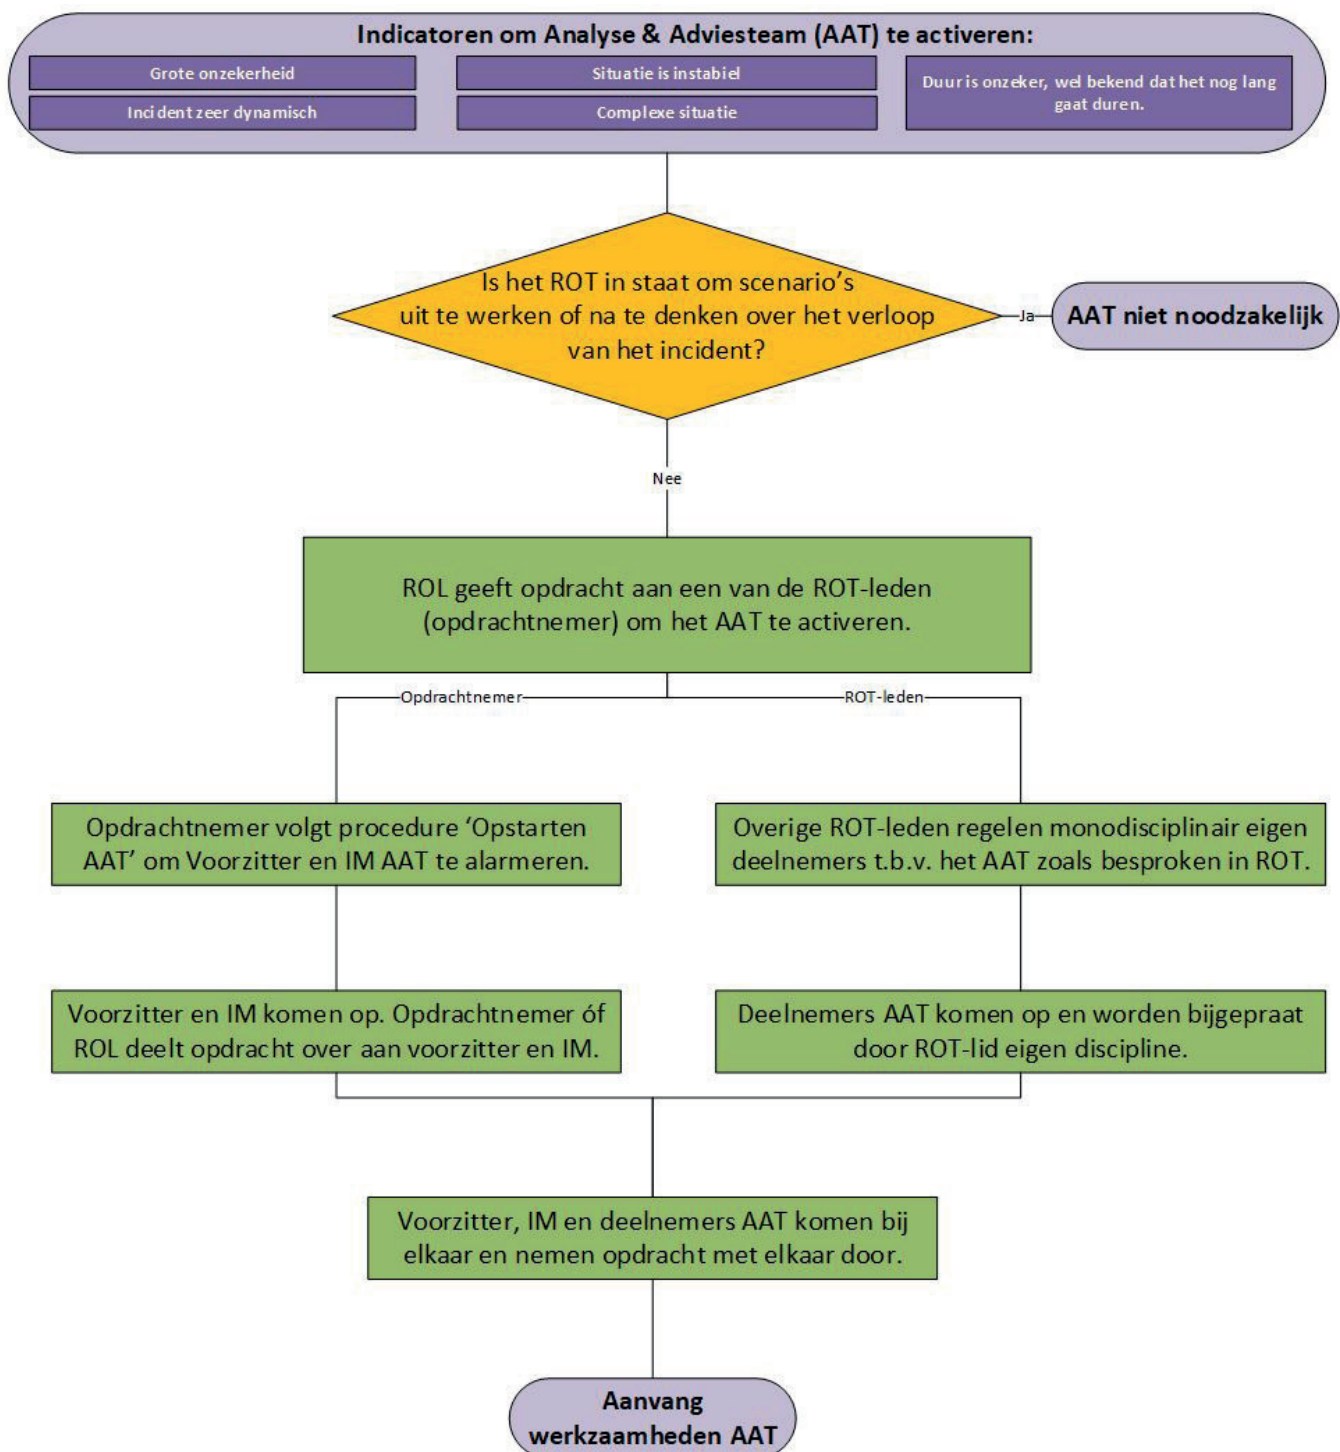 Indicatoren om Analyse & Adviesteam (AAT) te activeren:
Grote onzekerheid
Situatie is instabiel
Duur is onzeker, wel bekend dat het nog lang
gaat duren.
Incident zeer dynamisch
Complexe situatie
Is het ROT in staat om scenario's
uit te werken of na te denken over het verloop
van het incident?
Ja
AAT niet noodzakelijk
Nee
ROL geeft opdracht aan een van de ROT-leden
(opdrachtnemer) om het AAT te activeren.
Opdrachtnemer
ROT-leden
Opdrachtnemer volgt procedure ‘Opstarten
AAT’ om Voorzitter en IM AAT te alarmeren.
Overige ROT-leden regelen monodisciplinair eigen
deelnemers t.b.v. het AAT zoals besproken in ROT.
Voorzitter en IM komen op. Opdrachtnemer óf
ROL deelt opdracht over aan voorzitter en IM.
Deelnemers AAT komen op en worden bijgepraat
door ROT-lid eigen discipline.
Voorzitter, IM en deelnemers AAT komen bij
elkaar en nemen opdracht met elkaar door.
Aanvang
werkzaamheden AAT